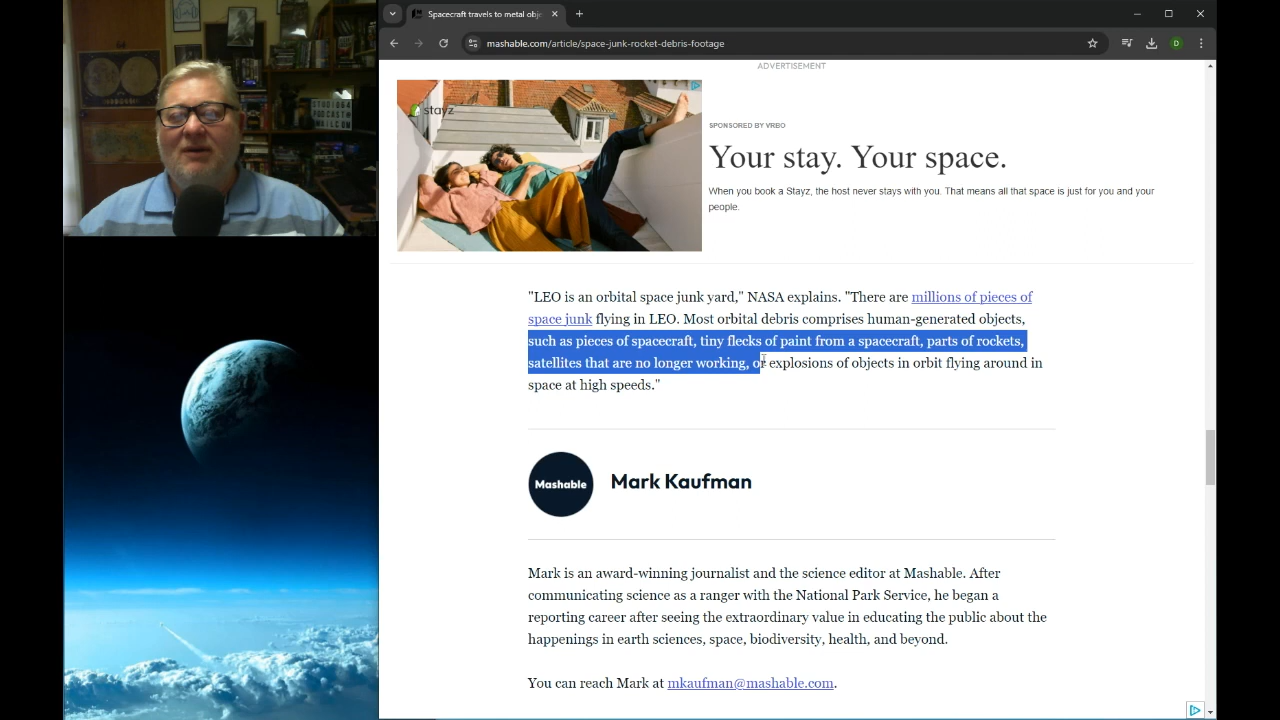 Spacecraft travels to metal obje
mashable.com/article/space-junk-rocket-debris-footage
D
ADVERTISEMENT
stayz
SPONSORED BY VRBO
Your stay. Your space.
When you book a Stayz, the host never stays with you. That means all that space is just for you and your
people.
"LEO is an orbital space junk yard," NASA explains. "There are millions of pieces of
space junk flying in LEO. Most orbital debris comprises human-generated objects,
such as pieces of spacecraft, tiny flecks of paint from a spacecraft, parts of rockets,
satellites that are no longer working, or explosions of objects in orbit flying around in
space at high speeds."
Mashable
Mark Kaufman
Mark is an award-winning journalist and the science editor at Mashable. After
communicating science as a ranger with the National Park Service, he began a
reporting career after seeing the extraordinary value in educating the public about the
happenings in earth sciences, space, biodiversity, health, and beyond.
You can reach Mark at mkaufman@mashable.com.